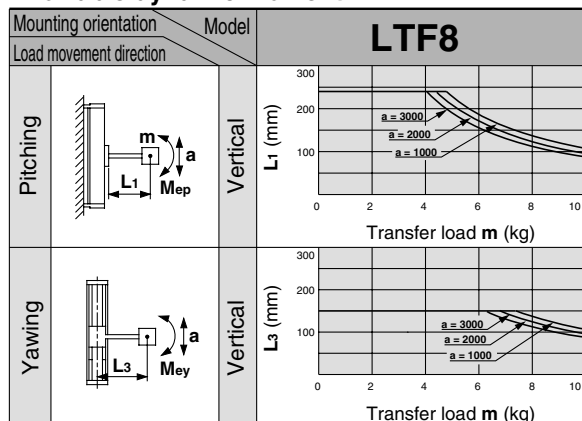 Mounting orientation
Model
Load movement direction
LTF8
Pitching
m
a
L1
Mep
Vertical
L1 (mm)
300
200
100
a = 3000
a = 2000
a = 1000
0 2 4 6 8 10
Transfer load m (kg)
Yawing
a
L3
Mey
Vertical
L3 (mm)
300
200
100
a = 3000
a = 2000
a = 1000
0 2 4 6 8 10
Transfer load m (kg)